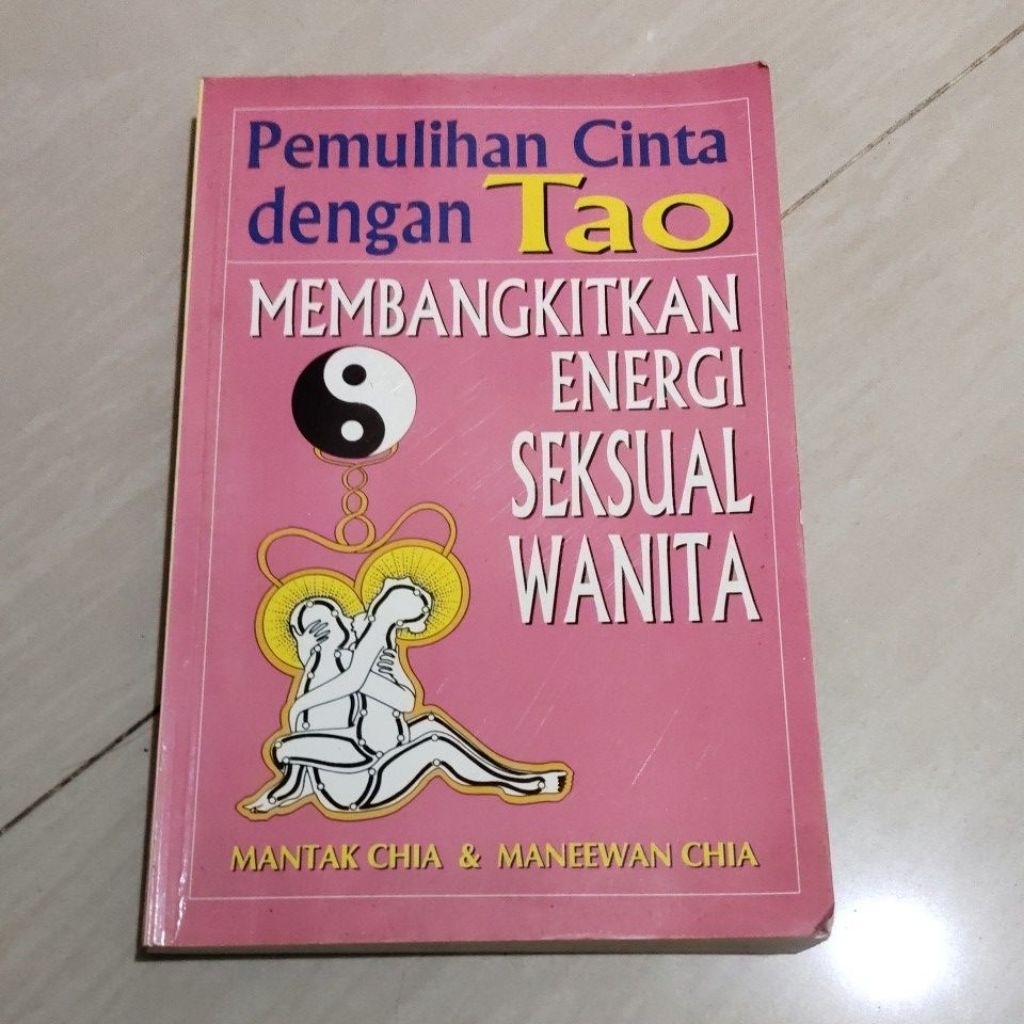 Pemulihan Cinta
dengan Tao
MEMBANGKITKAN
ENERGI
SEKSUAL
WANITA
MANTAK CHIA & MANEEWAN CHIA